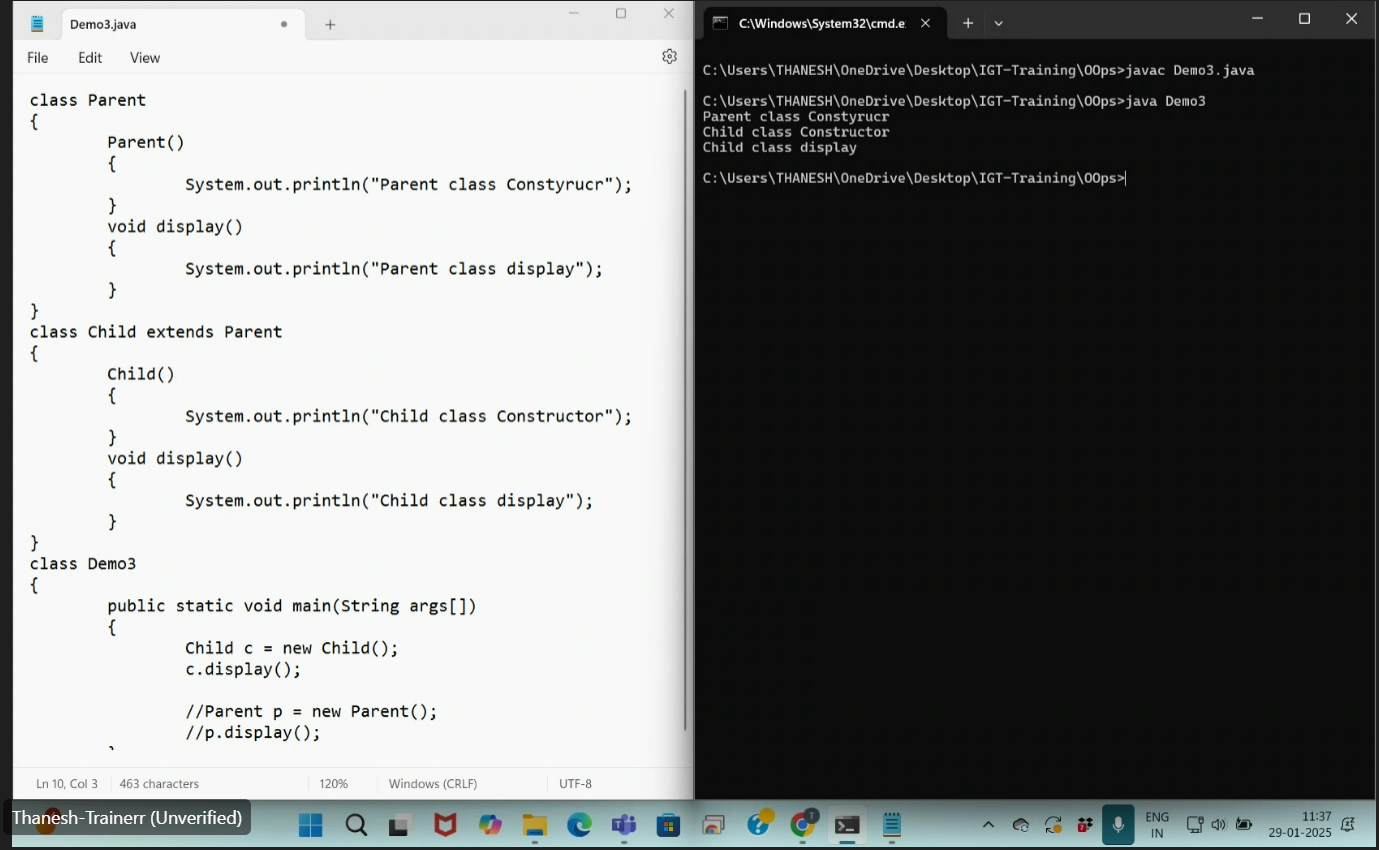 Demo3.java
File Edit View
class Parent
{
Parent()
{
System.out.println("Parent class Constyrucr");
}
void display()
{
System.out.println("Parent class display");
}
}
class Child extends Parent
{
Child()
{
System.out.println("Child class Constructor");
}
void display()
{
System.out.println("Child class display");
}
}
class Demo3
{
public static void main(String args[])
{
Child c = new Child();
c.display();
//Parent p = new Parent();
//p.display();
Ln 10, Col 3 463 characters 120% Windows (CRLF) UTF-8
C:\Windows\System32\cmd.e
C:\Users\THANESH\OneDrive\Desktop\IGT-Training\OOps>javac Demo3.java
C:\Users\THANESH\OneDrive\Desktop\IGT-Training\OOps>java Demo3
Parent class Constyrucr
Child class Constructor
Child class display
C:\Users\THANESH\OneDrive\Desktop\IGT-Training\OOps>
Thanesh-Trainerr (Unverified)
ENG
IN
11:37
29-01-2025